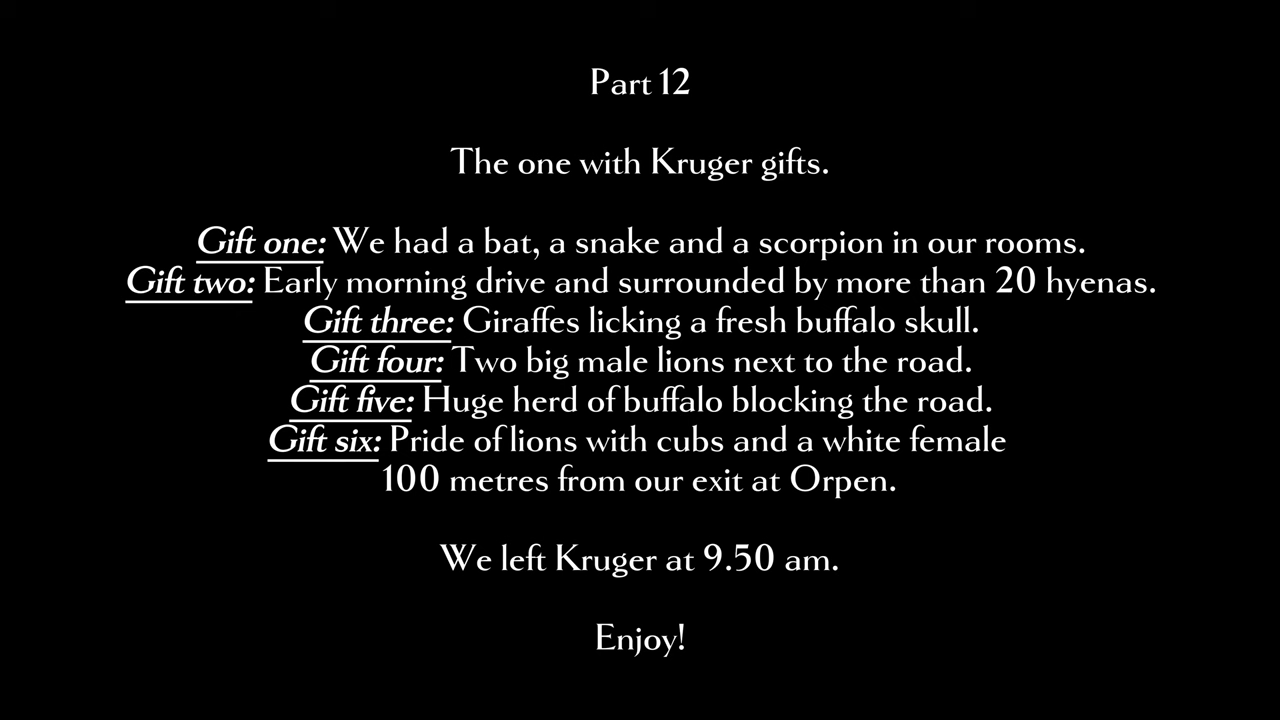 Part 12
The one with Kruger gifts.
Gift one: We had a bat, a snake and a scorpion in our rooms.
Gift two: Early morning drive and surrounded by more than 20 hyenas.
Gift three: Giraffes licking a fresh buffalo skull.
Gift four: Two big male lions next to the road.
Gift five: Huge herd of buffalo blocking the road.
Gift six: Pride of lions with cubs and a white female
100 metres from our exit at Orpen.
We left Kruger at 9.50 am.
Enjoy!